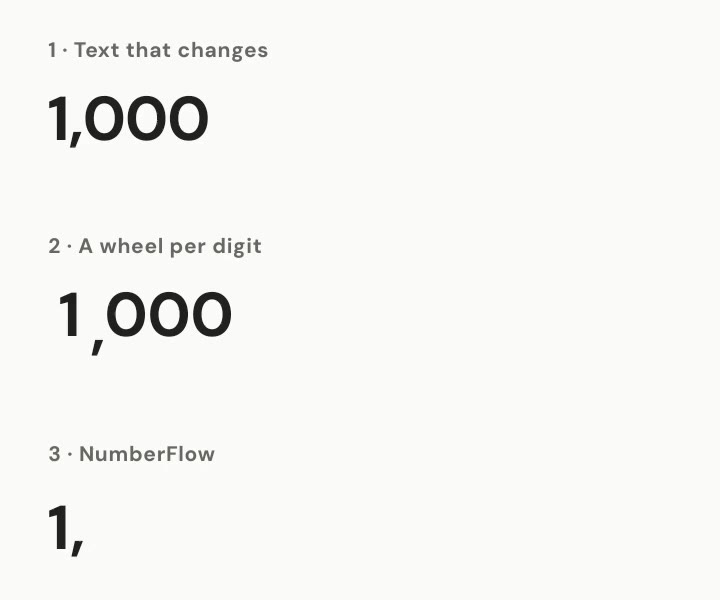 1 · Text that changes
1,000
2 · A wheel per digit
1,000
3 · NumberFlow
1,